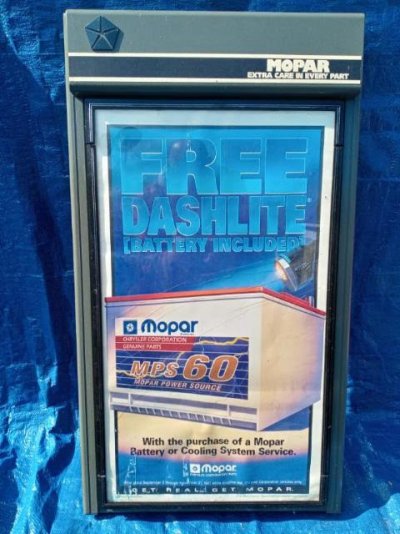 MOPAR
EXTRA CARE IN EVERY PART
FREE
DASHLITE
[BATTERY INCLUDED]
Mopar
CHRYSLER CORPORATION
GENUINE PARTS
MPS 60
MOPAR POWER SOURCE
With the purchase of a Mopar
Battery or Cooling System Service.
Mopar
GET REAL. GET MOPAR.